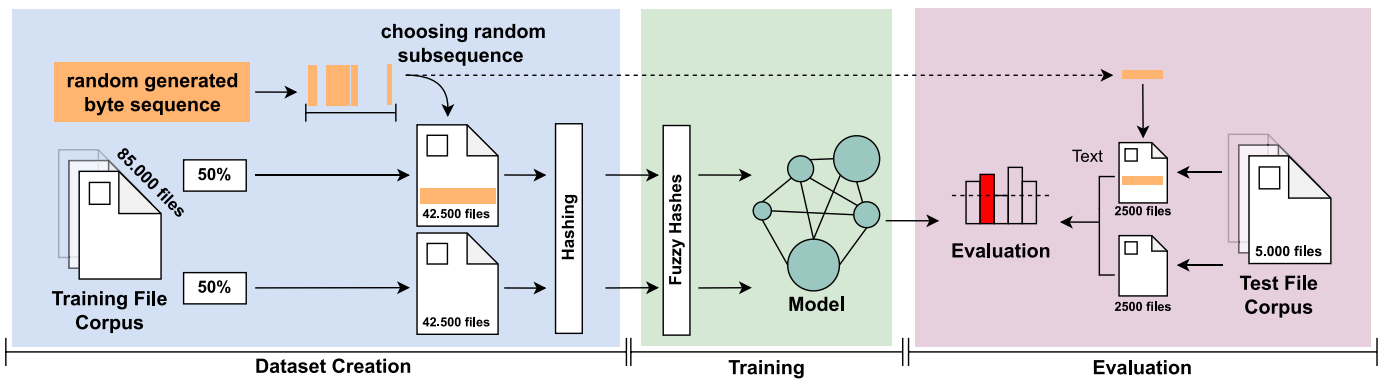 choosing random
subsequence
random generated
byte sequence
85.000 files
50%
42.500 files
50%
42.500 files
Training File
Corpus
Hashing
Fuzzy Hashes
Model
Evaluation
Text
2500 files
2500 files
5.000 files
Test File
Corpus
Dataset Creation
Training
Evaluation